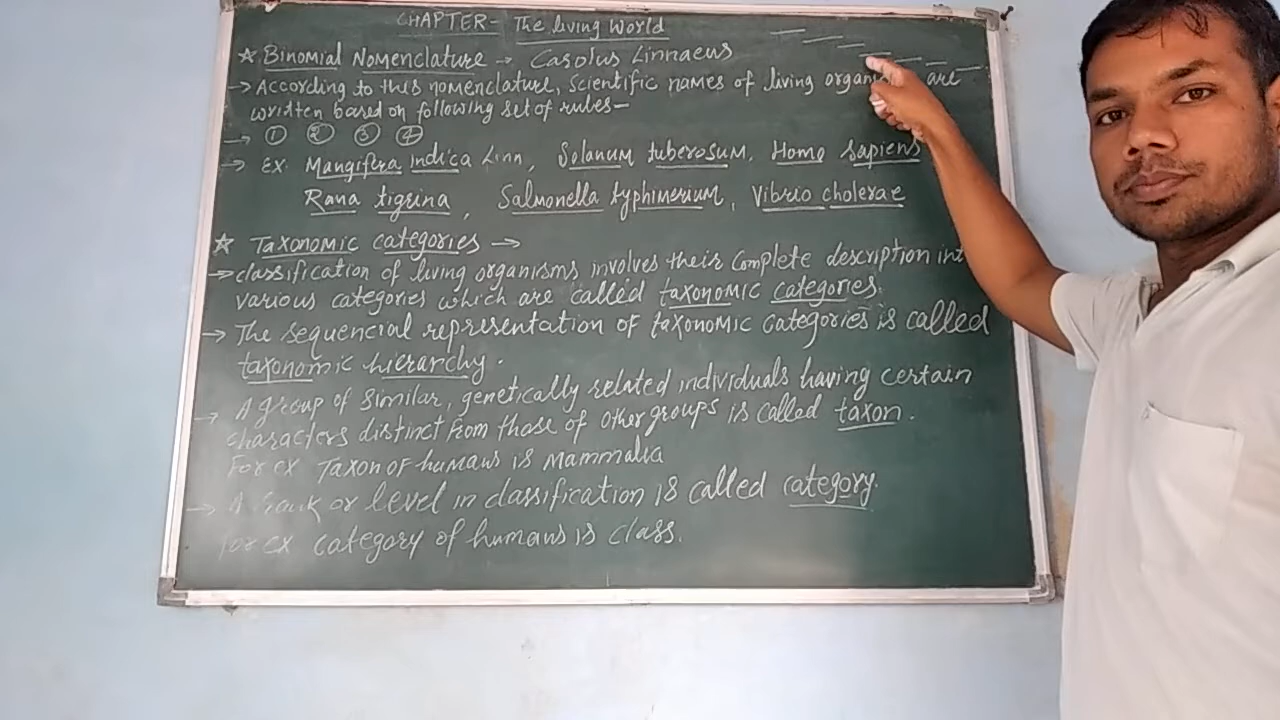 CHAPTER- The living World
☆ Binomial Nomenclature → Carolus Linnaeus
→ According to this nomenclature, scientific names of living are
written based on following set of rules—
→ ① ② ③ ④
→ Ex. Mangifera indica Linn, Solanum tuberosum, Homo sapiens
Rana tigrina, Salmonella typhimerium, Vibrio cholerae
☆ Taxonomic categories →
→ classification of living organisms involves their complete description int
various categories which are called taxonomic categories.
→ The sequencial representation of taxonomic categories is called
taxonomic hierarchy.
→ A group of similar, genetically related individuals having certain
characters distinct from those of other groups is called taxon.
For ex Taxon of humans is Mammalia
→ A rank or level in classification is called category.
for ex category of humans is class.